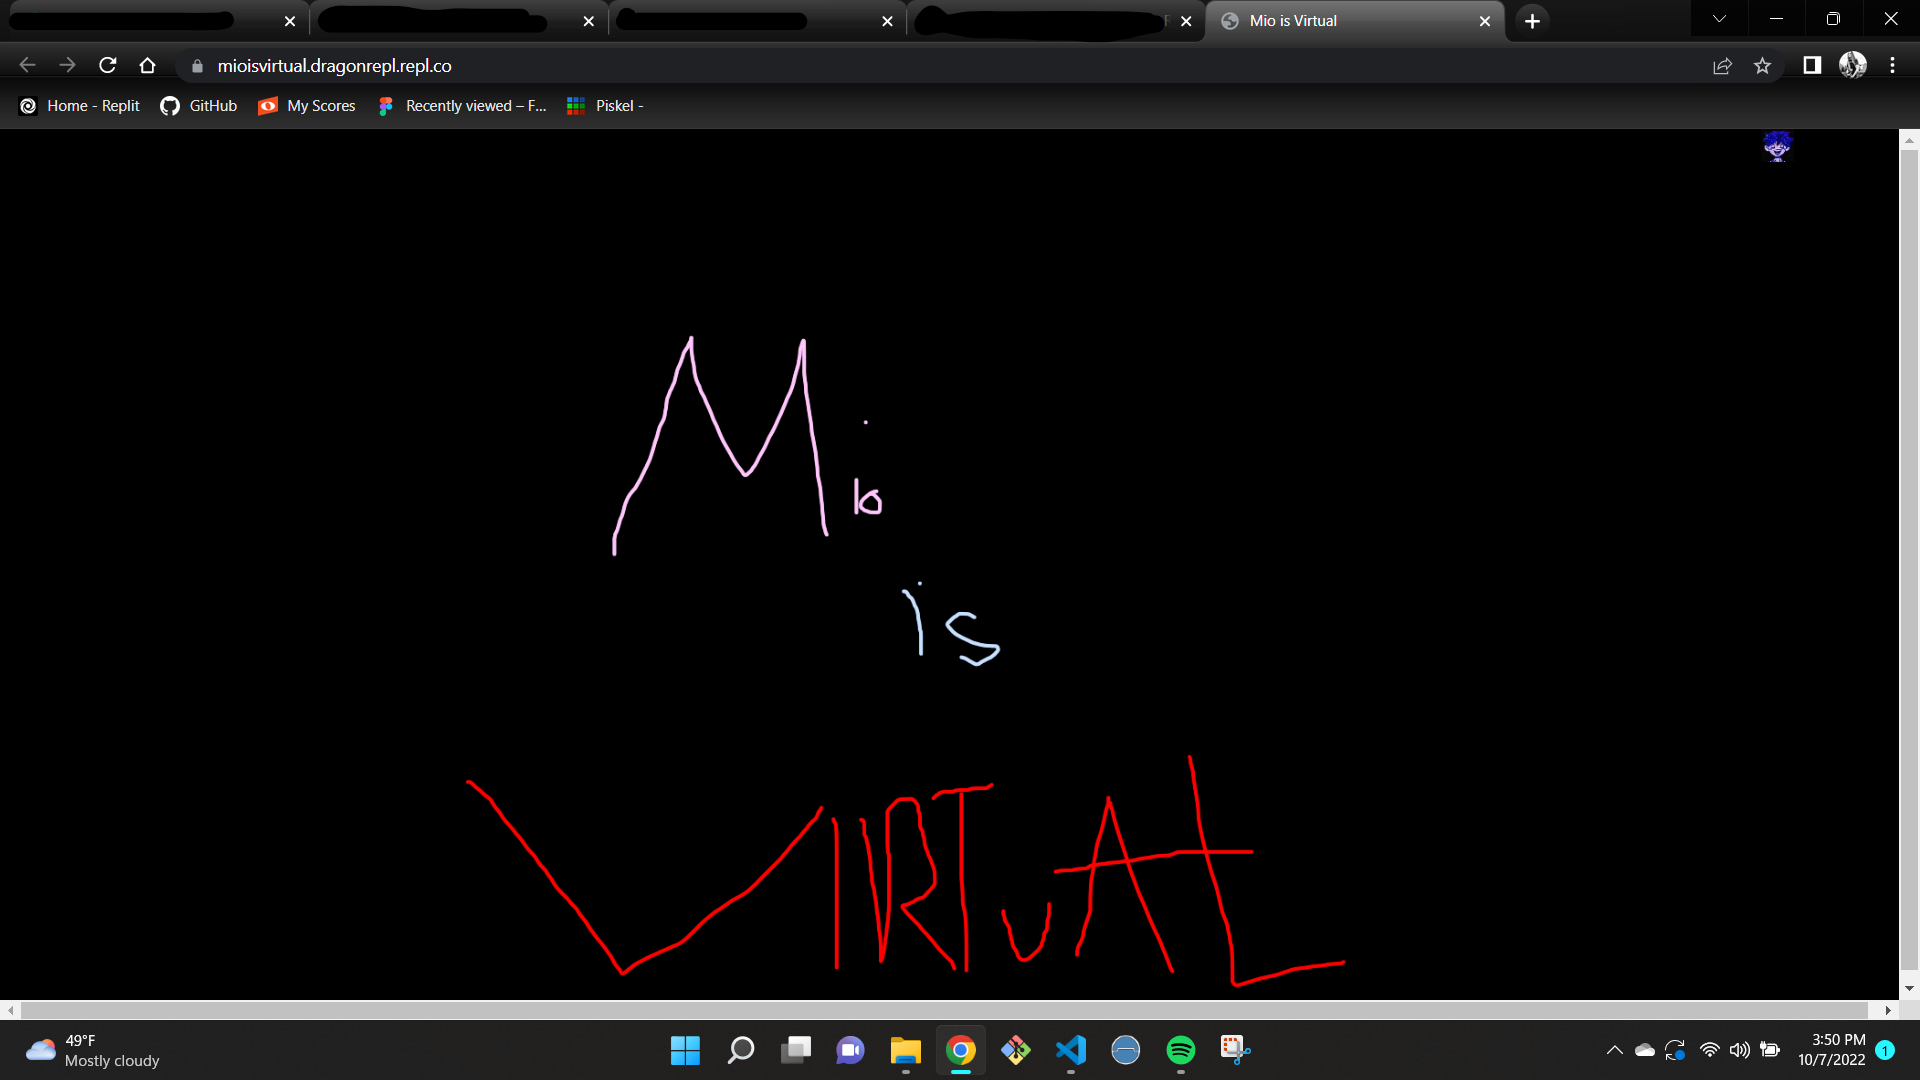 Mio is Virtual
mioisvirtual.dragonrepl.repl.co
Home - Replit GitHub My Scores Recently viewed – F... Piskel -
Mio
is
VIRTuAL
49°F
Mostly cloudy
3:50 PM
10/7/2022
1